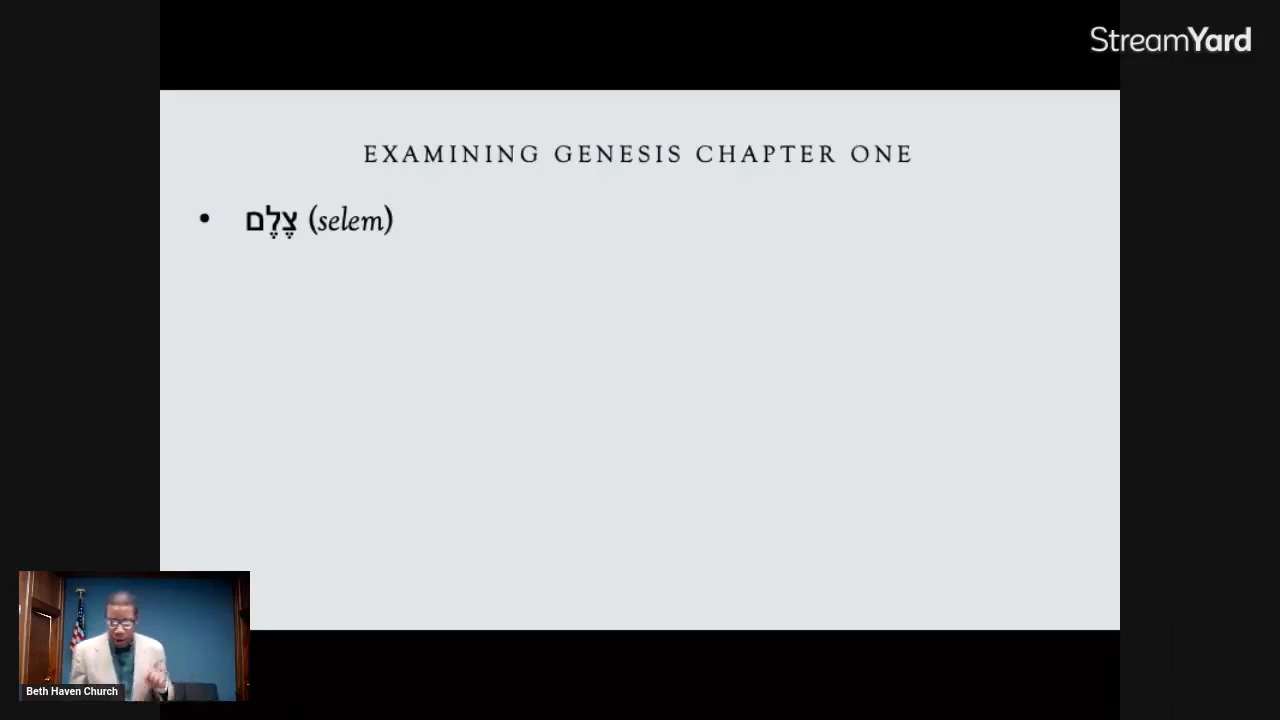 StreamYard
EXAMINING GENESIS CHAPTER ONE
• צֶלֶם (selem)
Beth Haven Church